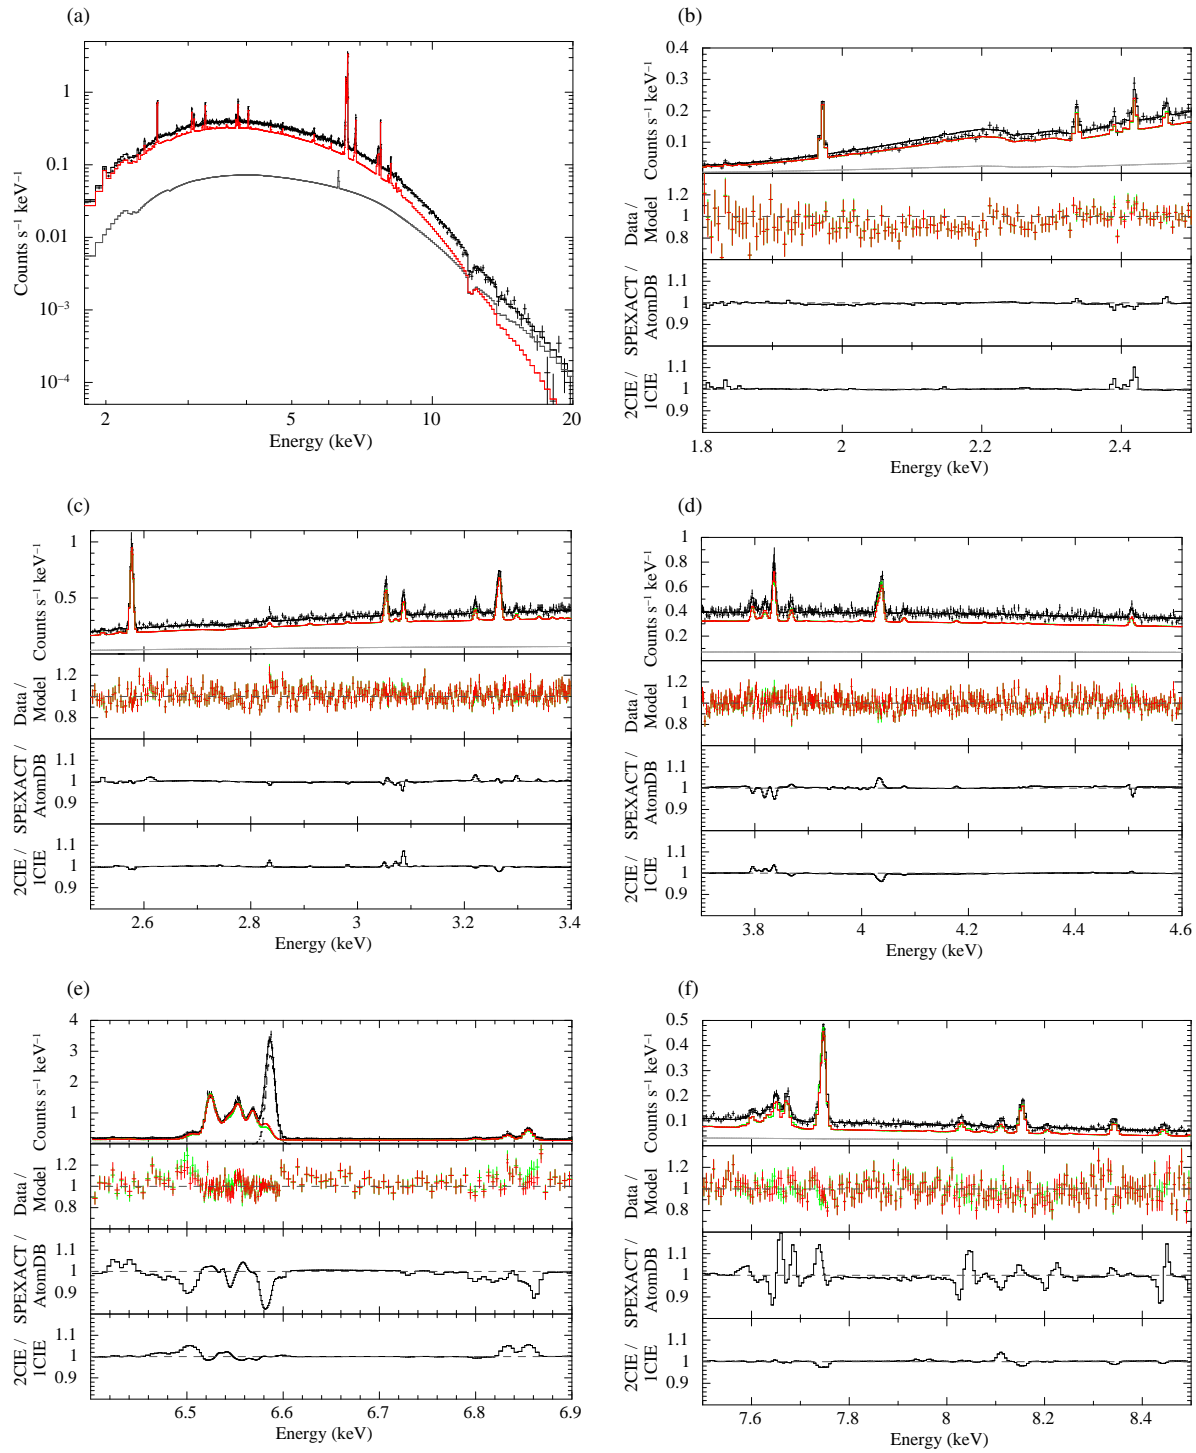 (a)
1
0.1
0.01
10⁻³
10⁻⁴
Counts s⁻¹ keV⁻¹
2 5 10 20
Energy (keV)
(b)
0.4
0.3
0.2
0.1
Counts s⁻¹ keV⁻¹
1.2
1
0.8
Data /
Model
1.1
1
0.9
SPEXACT /
AtomDB
1.1
1
0.9
2CIE /
1CIE
1.8 2 2.2 2.4
Energy (keV)
(c)
1
0.5
Counts s⁻¹ keV⁻¹
1.2
1
0.8
Data /
Model
1.1
1
0.9
SPEXACT /
AtomDB
1.1
1
0.9
2CIE /
1CIE
2.6 2.8 3 3.2 3.4
Energy (keV)
(d)
1
0.8
0.6
0.4
0.2
Counts s⁻¹ keV⁻¹
1.2
1
0.8
Data /
Model
1.1
1
0.9
SPEXACT /
AtomDB
1.1
1
0.9
2CIE /
1CIE
3.8 4 4.2 4.4 4.6
Energy (keV)
(e)
4
3
2
1
Counts s⁻¹ keV⁻¹
1.2
1
0.8
Data /
Model
1.1
1
0.9
SPEXACT /
AtomDB
1.1
1
0.9
2CIE /
1CIE
6.5 6.6 6.7 6.8 6.9
Energy (keV)
(f)
0.5
0.4
0.3
0.2
0.1
Counts s⁻¹ keV⁻¹
1.2
1
0.8
Data /
Model
1.1
1
0.9
SPEXACT /
AtomDB
1.1
1
0.9
2CIE /
1CIE
7.6 7.8 8 8.2 8.4
Energy (keV)